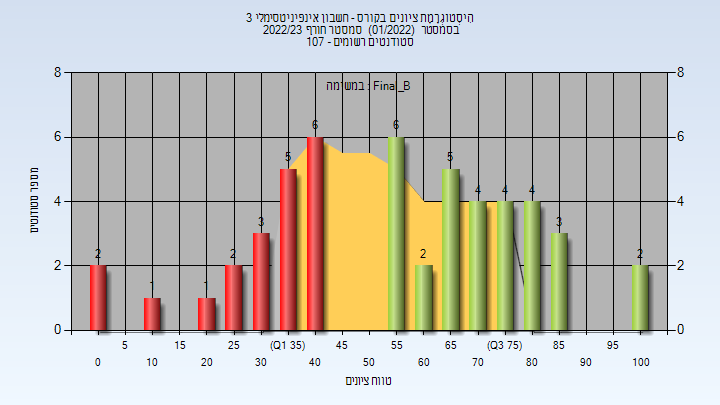 הִיסְטוֹגְרָמַת ציונים בקורס - חשבון אינפיניטסימלי 3
בסמסטר (01/2022) סמסטר חורף 2022/23
סטודנטים רשומים - 107
במשימה : Final_B
8 8
6 6
4 4
2 2
0 0
מספר סטודנטים
2 1 1 2 3 5 6 6 2 5 4 4 4 3 2
5 15 25 (Q1 35) 45 55 65 (Q3 75) 85 95
0 10 20 30 40 50 60 70 80 100
טווח ציונים